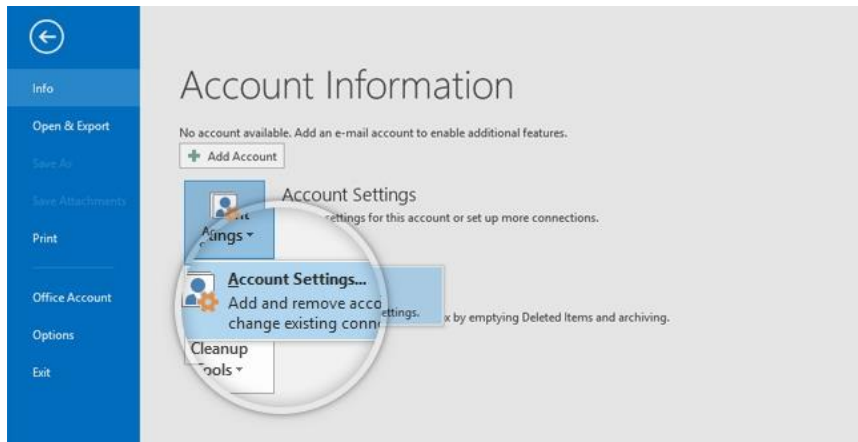 Info
Open & Export
Save As
Save Attachments
Print
Office Account
Options
Exit
Account Information
No account available. Add an e-mail account to enable additional features.
Add Account
Account Settings
settings for this account or set up more connections.
Account Settings...
Add and remove acco
change existing conn
ettings.
x by emptying Deleted Items and archiving.
Cleanup
Tools